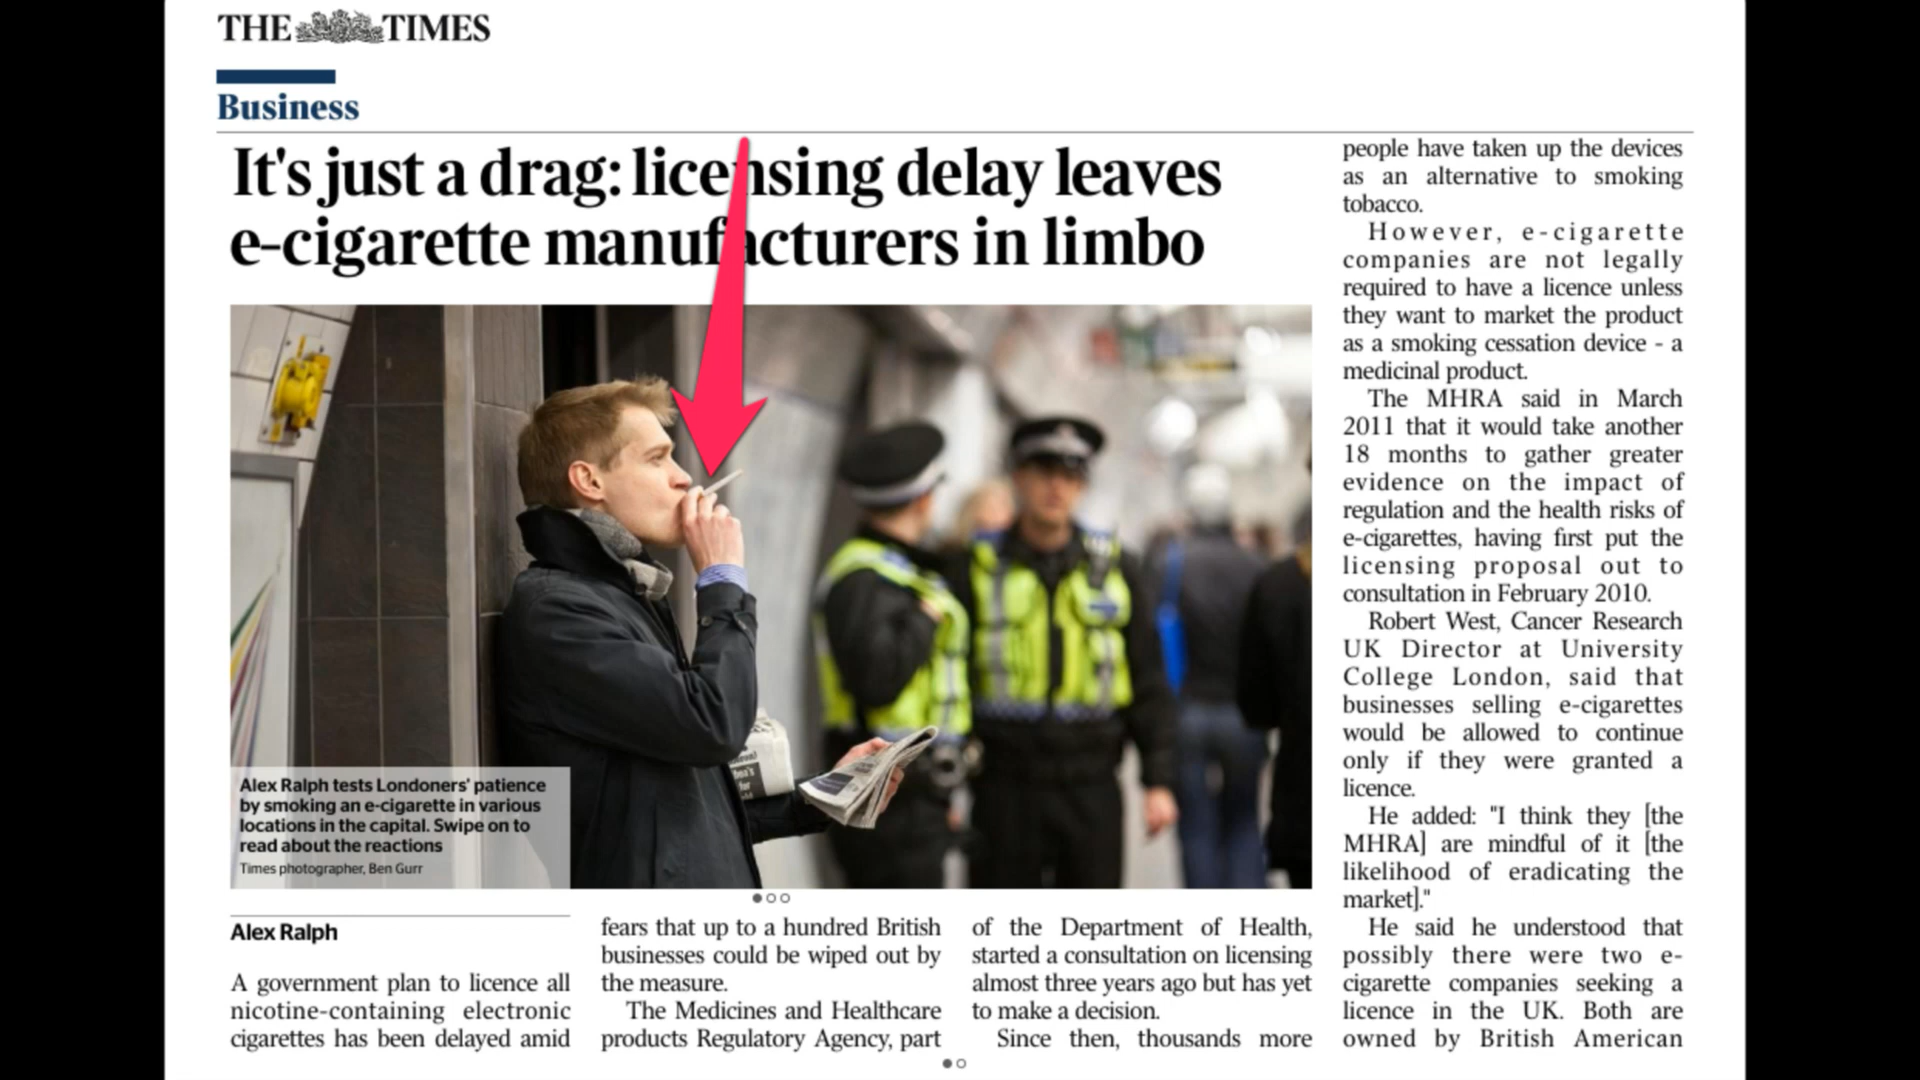 THE TIMES
Business
It's just a drag: licensing delay leaves
e-cigarette manufacturers in limbo
Alex Ralph tests Londoners' patience
by smoking an e-cigarette in various
locations in the capital. Swipe on to
read about the reactions
Times photographer, Ben Gurr
Alex Ralph
A government plan to licence all
nicotine-containing electronic
cigarettes has been delayed amid
fears that up to a hundred British
businesses could be wiped out by
the measure.
The Medicines and Healthcare
products Regulatory Agency, part
of the Department of Health,
started a consultation on licensing
almost three years ago but has yet
to make a decision.
Since then, thousands more
people have taken up the devices
as an alternative to smoking
tobacco.
However, e-cigarette
companies are not legally
required to have a licence unless
they want to market the product
as a smoking cessation device - a
medicinal product.
The MHRA said in March
2011 that it would take another
18 months to gather greater
evidence on the impact of
regulation and the health risks of
e-cigarettes, having first put the
licensing proposal out to
consultation in February 2010.
Robert West, Cancer Research
UK Director at University
College London, said that
businesses selling e-cigarettes
would be allowed to continue
only if they were granted a
licence.
He added: "I think they [the
MHRA] are mindful of it [the
likelihood of eradicating the
market]."
He said he understood that
possibly there were two e-
cigarette companies seeking a
licence in the UK. Both are
owned by British American